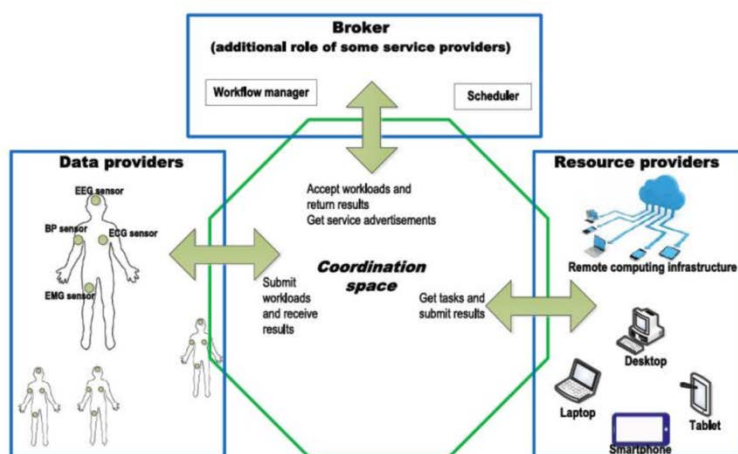 Broker
(additional role of some service providers)
Workflow manager
Scheduler
Data providers
EEG sensor
BP sensor
ECG sensor
EMG sensor
Accept workloads and
return results
Get service advertisements
Coordination
space
Submit
workloads
and receive
results
Get tasks and
submit results
Resource providers
Remote computing infrastructure
Desktop
Laptop
Tablet
Smartphone